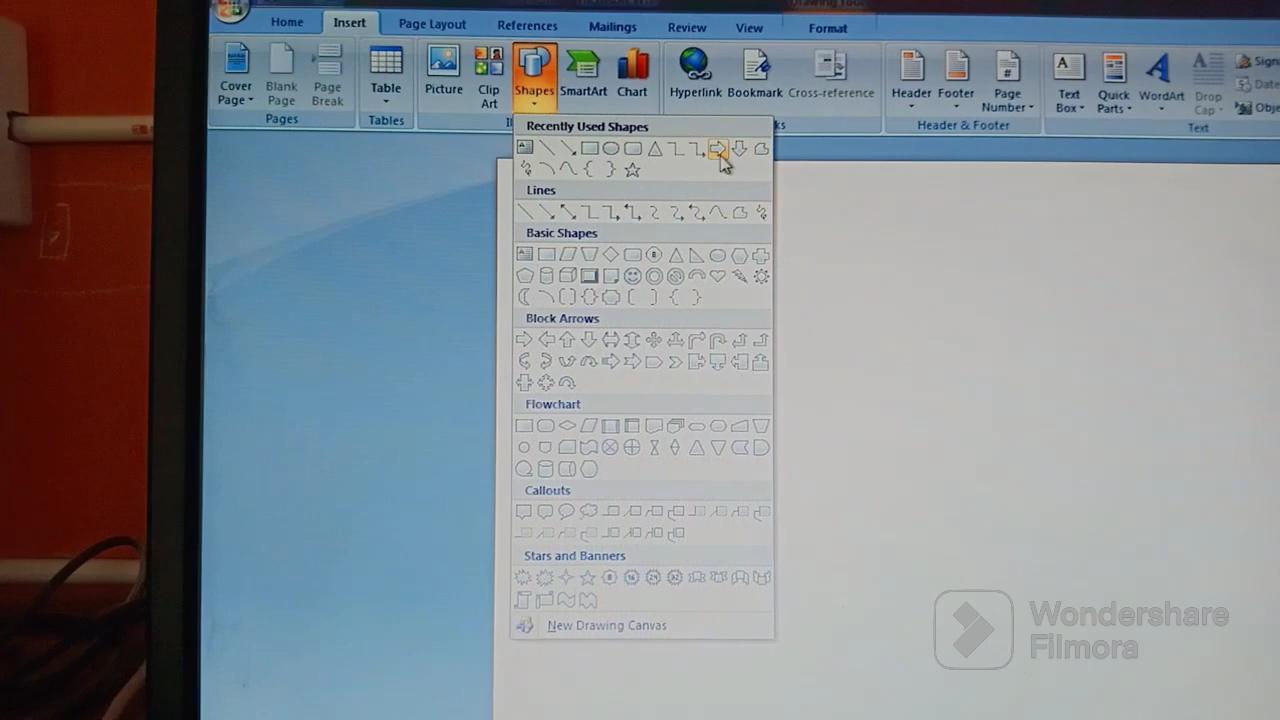 Home Insert Page Layout References Mailings Review View Format
Cover Page Blank Page Page Break Table Picture Clip Art Shapes SmartArt Chart Hyperlink Bookmark Cross-reference Header Footer Page Number Text Box Quick Parts WordArt Drop Cap
Pages Tables Header & Footer Text
Recently Used Shapes
Lines
Basic Shapes
Block Arrows
Flowchart
Callouts
Stars and Banners
New Drawing Canvas
Wondershare
Filmora